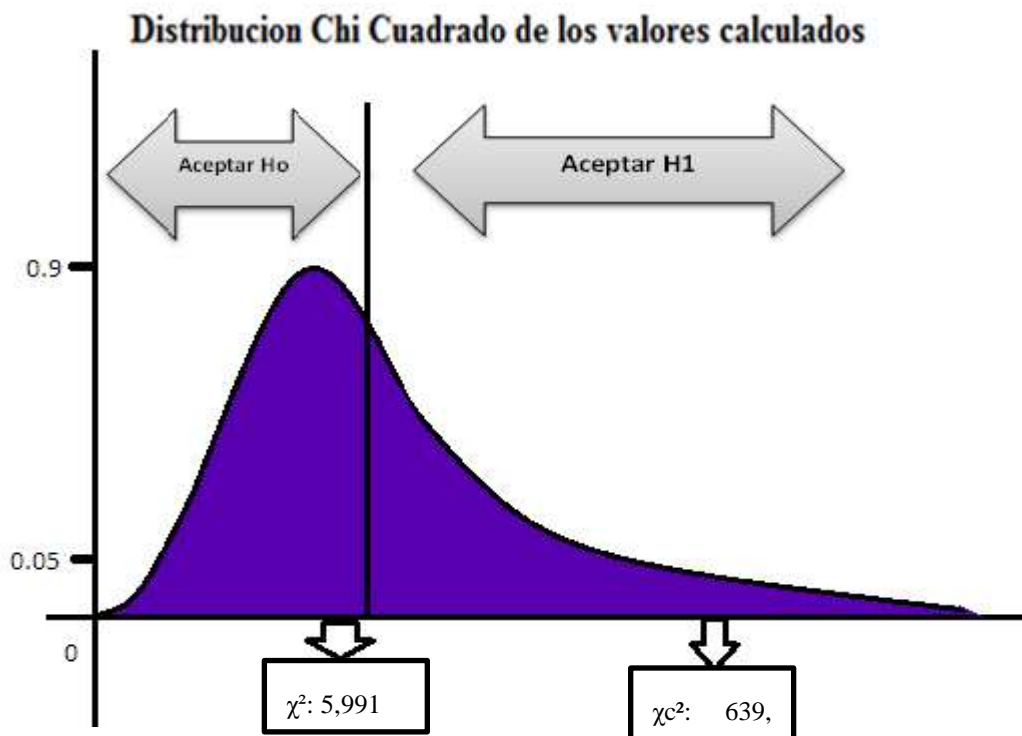 Distribucion Chi Cuadrado de los valores calculados
Aceptar Ho
Aceptar H1
0.9
0.05
0
χ²: 5,991
χc²: 639,